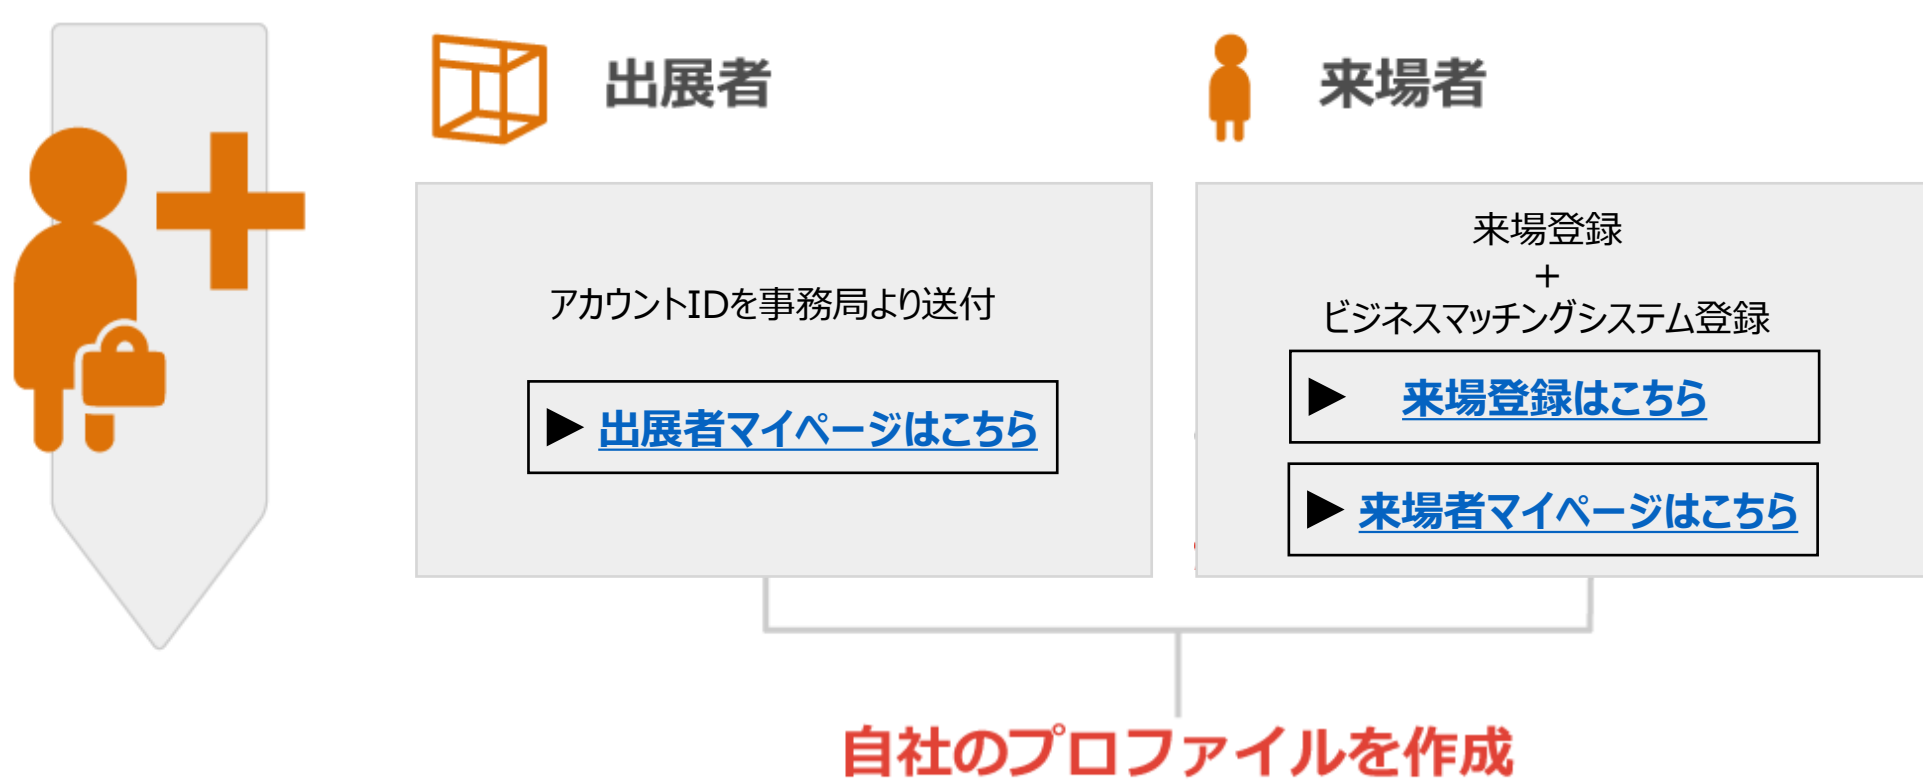 出展者
来場者
アカウントIDを事務局より送付
▶ 出展者マイページはこちら
来場登録
+
ビジネスマッチングシステム登録
▶ 来場登録はこちら
▶ 来場者マイページはこちら
自社のプロファイルを作成